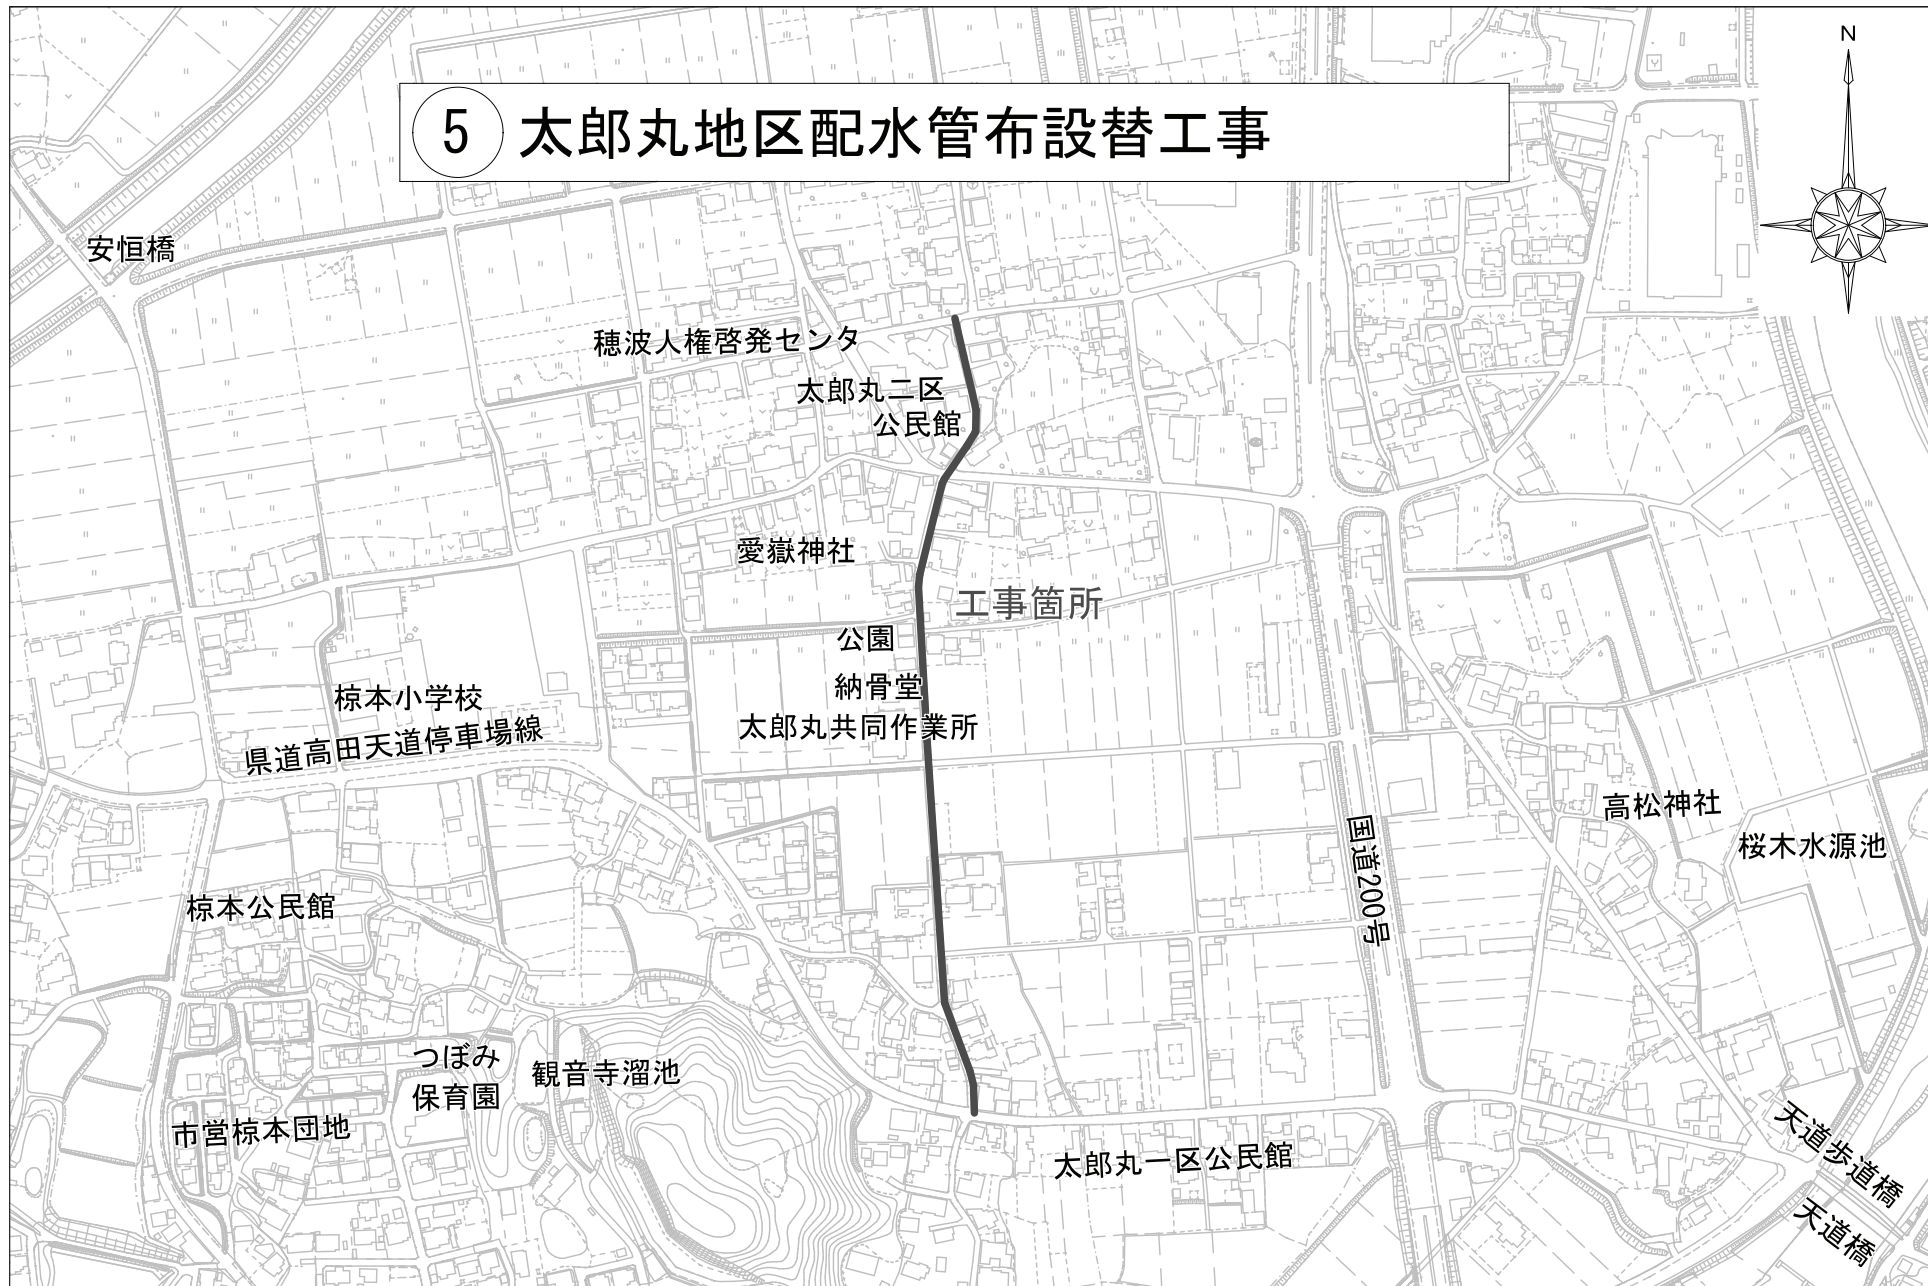 N
5 太郎丸地区配水管布設替工事
安恒橋
穂波人権啓発センタ
太郎丸二区
公民館
愛嶽神社
工事箇所
公園
納骨堂
太郎丸共同作業所
椋本小学校
県道高田天道停車場線
国道200号
高松神社
桜木水源池
椋本公民館
つぼみ
保育園
観音寺溜池
市営椋本団地
太郎丸一区公民館
天道歩道橋
天道橋